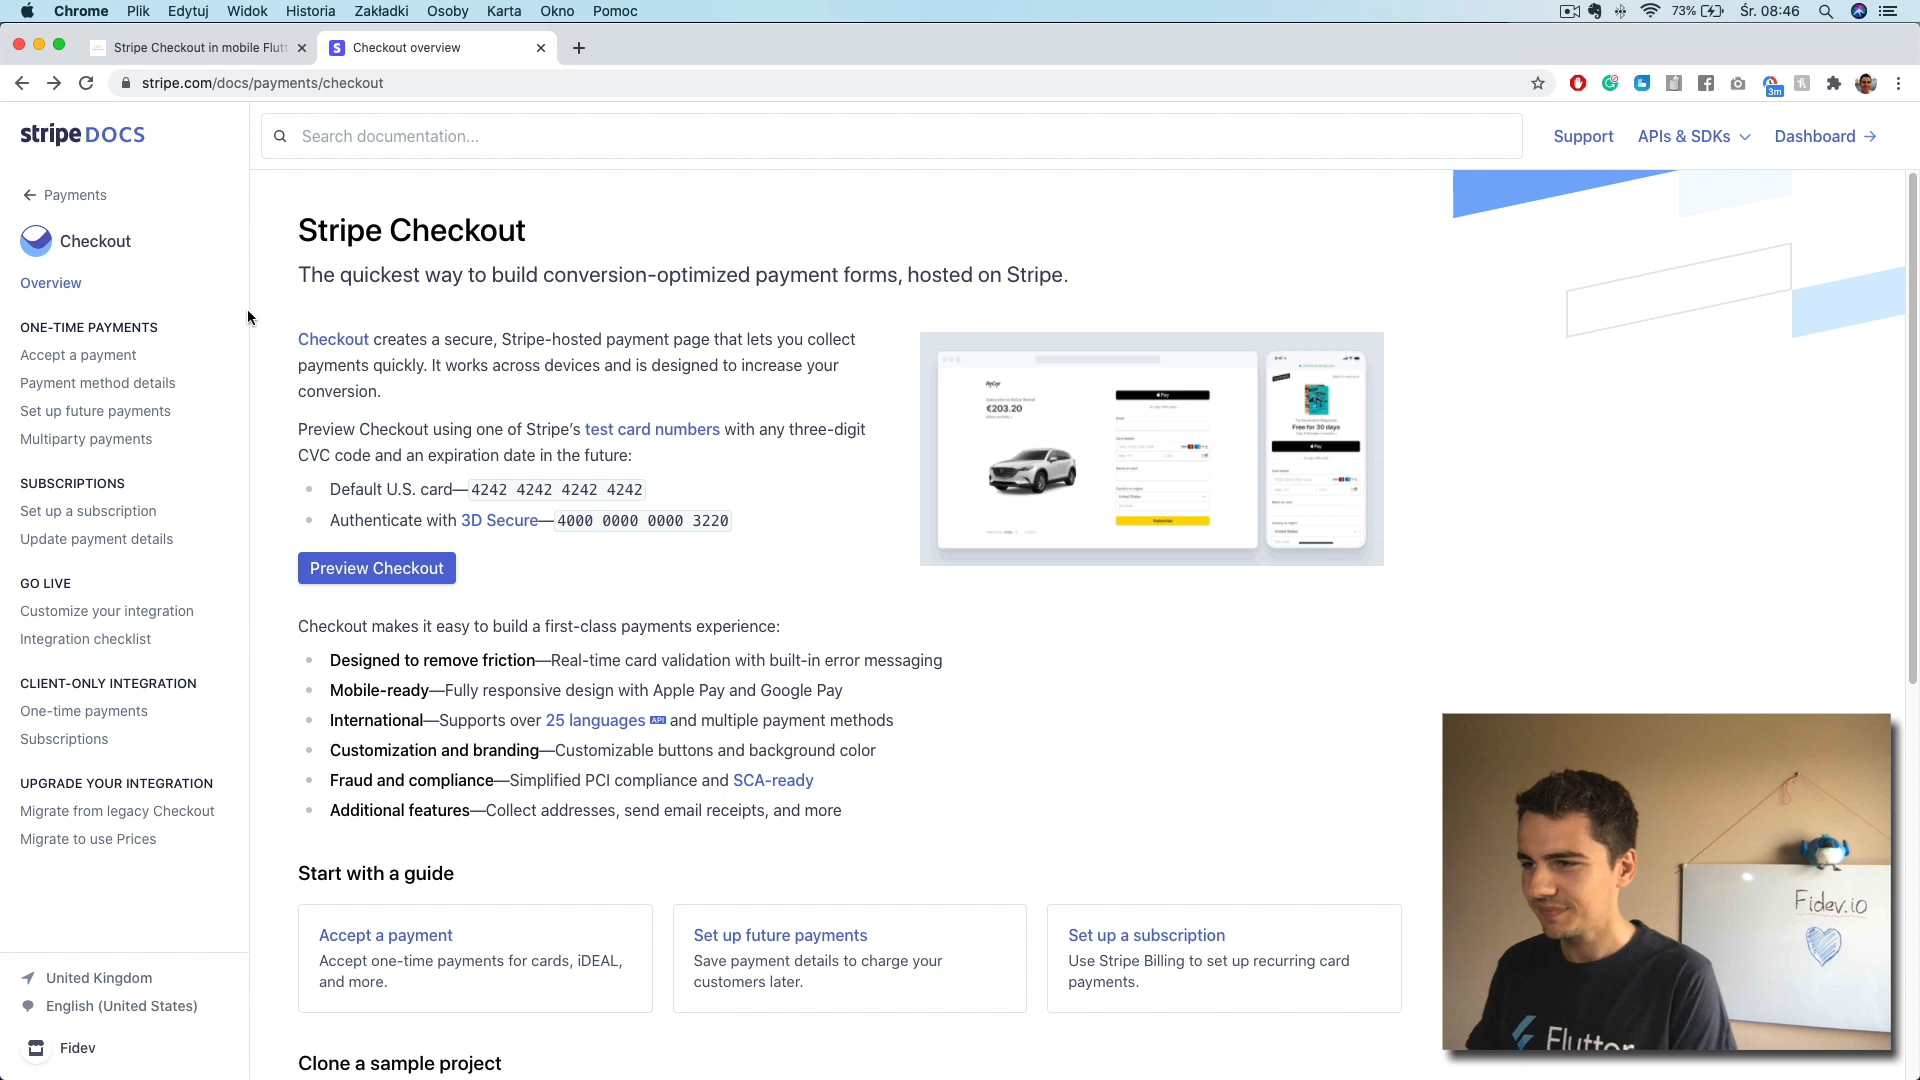 Chrome Plik Edytuj Widok Historia Zakładki Osoby Karta Okno Pomoc 73% Śr. 08:46
Stripe Checkout in mobile Flutt Checkout overview
stripe.com/docs/payments/checkout
3m
stripe DOCS
Search documentation...
Support APIs & SDKs Dashboard
Payments
Checkout
Overview
ONE-TIME PAYMENTS
Accept a payment
Payment method details
Set up future payments
Multiparty payments
SUBSCRIPTIONS
Set up a subscription
Update payment details
GO LIVE
Customize your integration
Integration checklist
CLIENT-ONLY INTEGRATION
One-time payments
Subscriptions
UPGRADE YOUR INTEGRATION
Migrate from legacy Checkout
Migrate to use Prices
United Kingdom
English (United States)
Fidev
Stripe Checkout
The quickest way to build conversion-optimized payment forms, hosted on Stripe.
Checkout creates a secure, Stripe-hosted payment page that lets you collect
payments quickly. It works across devices and is designed to increase your
conversion.
Preview Checkout using one of Stripe’s test card numbers with any three-digit
CVC code and an expiration date in the future:
Default U.S. card—4242 4242 4242 4242
Authenticate with 3D Secure—4000 0000 0000 3220
Preview Checkout
€203.20
Pay
United States
Subscribe
Free for 30 days
Pay
United States
Checkout makes it easy to build a first-class payments experience:
Designed to remove friction—Real-time card validation with built-in error messaging
Mobile-ready—Fully responsive design with Apple Pay and Google Pay
International—Supports over 25 languages API and multiple payment methods
Customization and branding—Customizable buttons and background color
Fraud and compliance—Simplified PCI compliance and SCA-ready
Additional features—Collect addresses, send email receipts, and more
Start with a guide
Accept a payment
Accept one-time payments for cards, iDEAL,
and more.
Set up future payments
Save payment details to charge your
customers later.
Set up a subscription
Use Stripe Billing to set up recurring card
payments.
Clone a sample project
Fidev.io
Flutter